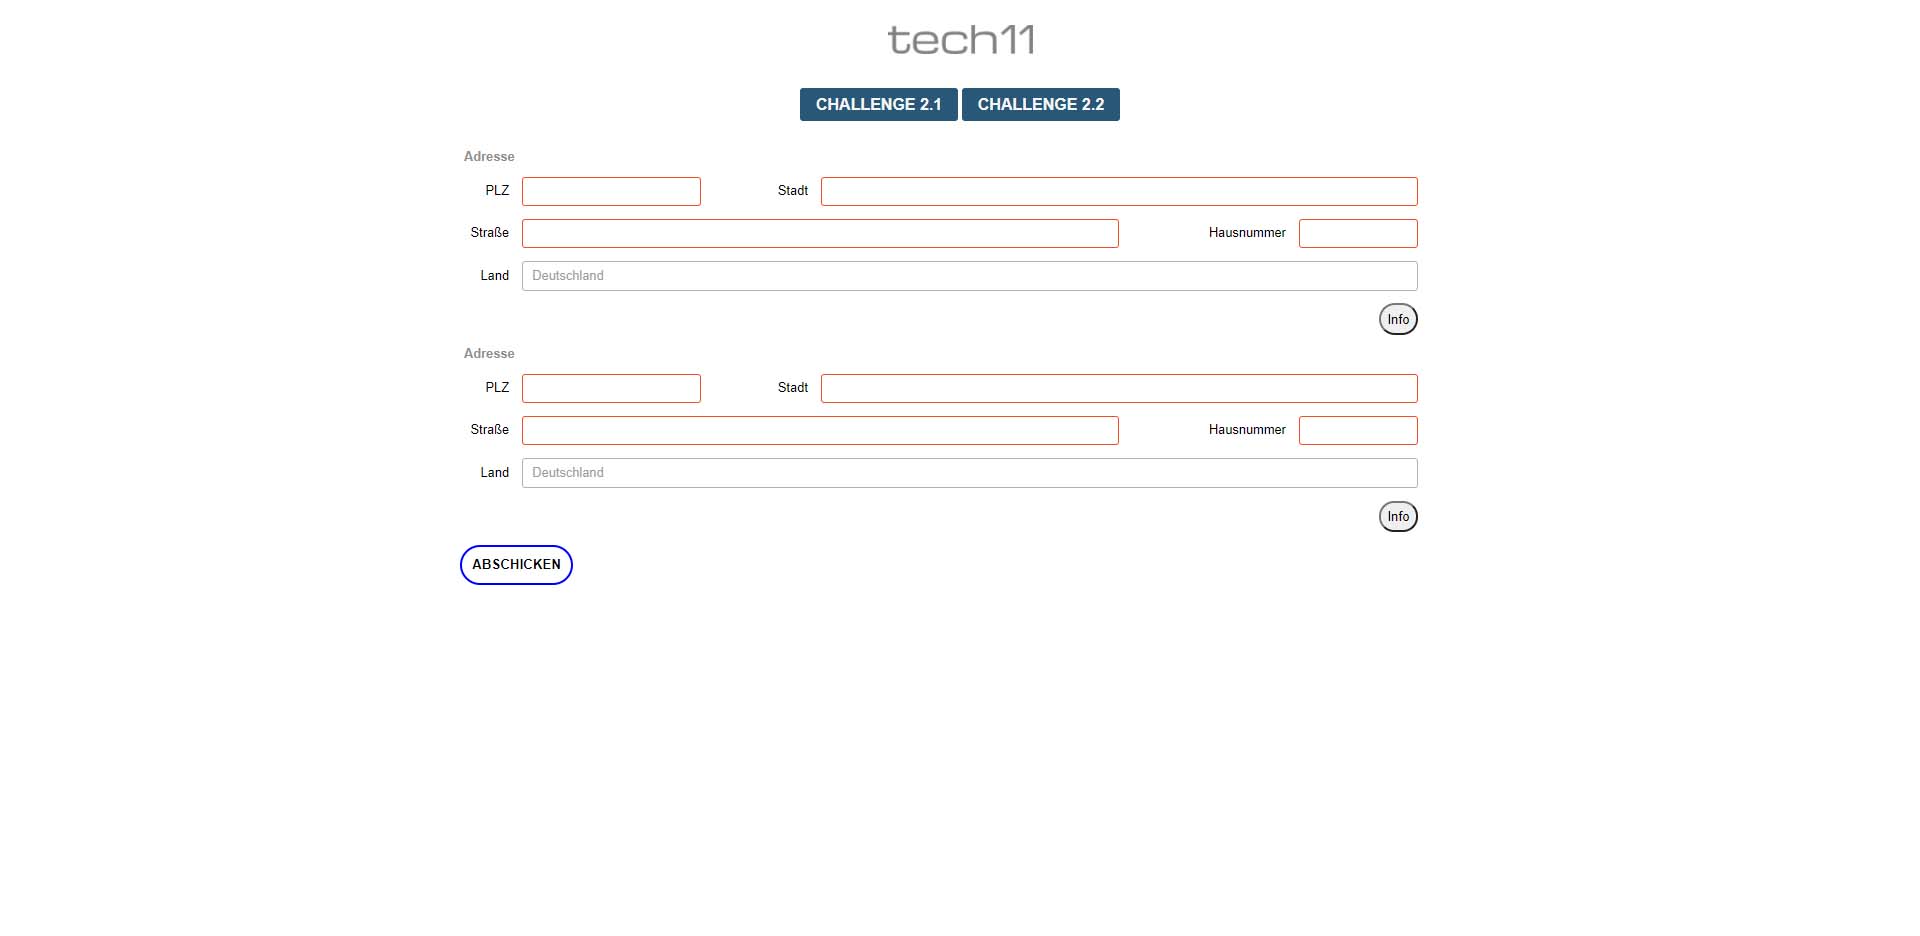 tech11
CHALLENGE 2.1 CHALLENGE 2.2
Adresse
PLZ Stadt
Straße Hausnummer
Land Deutschland
Info
Adresse
PLZ Stadt
Straße Hausnummer
Land Deutschland
Info
ABSCHICKEN